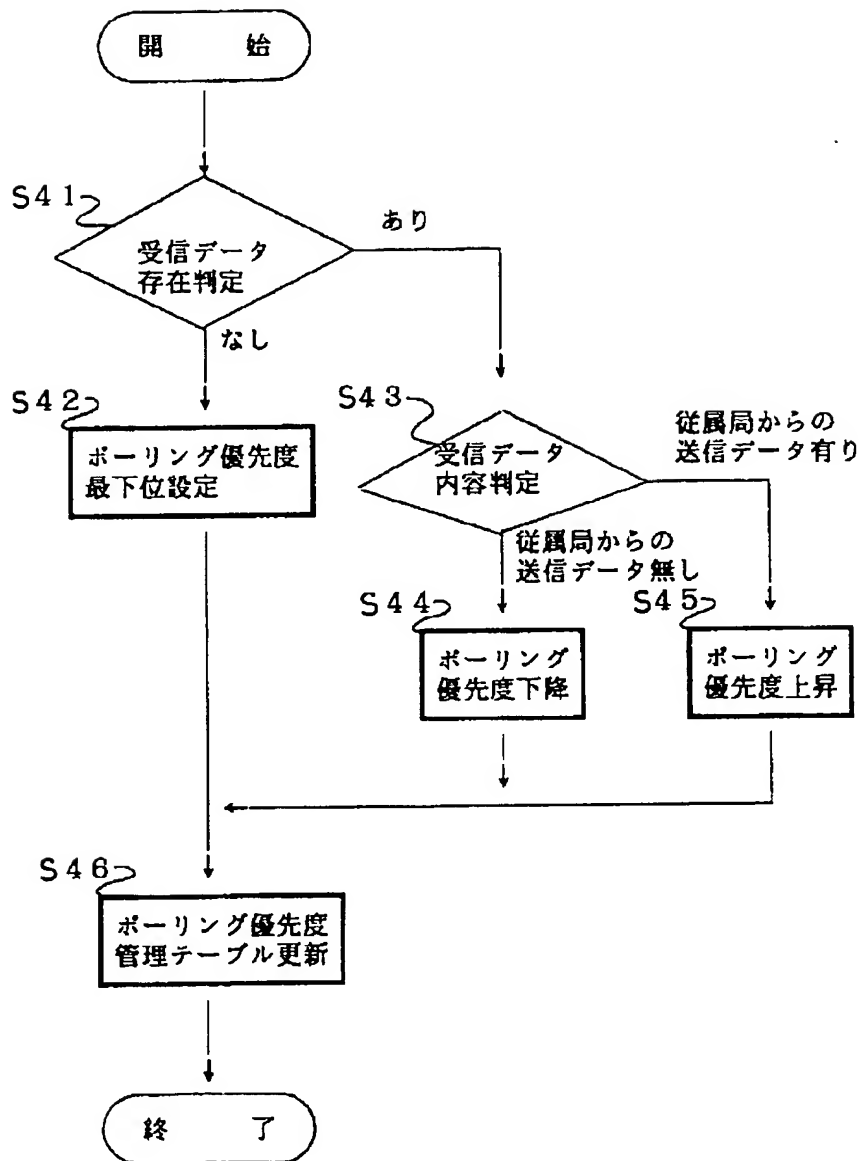 開 始
S41
受信データ
存在判定
あり
なし
S42
ポーリング優先度
最下位設定
S43
受信データ
内容判定
従属局からの
送信データ有り
従属局からの
送信データ無し
S44
ポーリング
優先度下降
S45
ポーリング
優先度上昇
S46
ポーリング優先度
管理テーブル更新
終 了